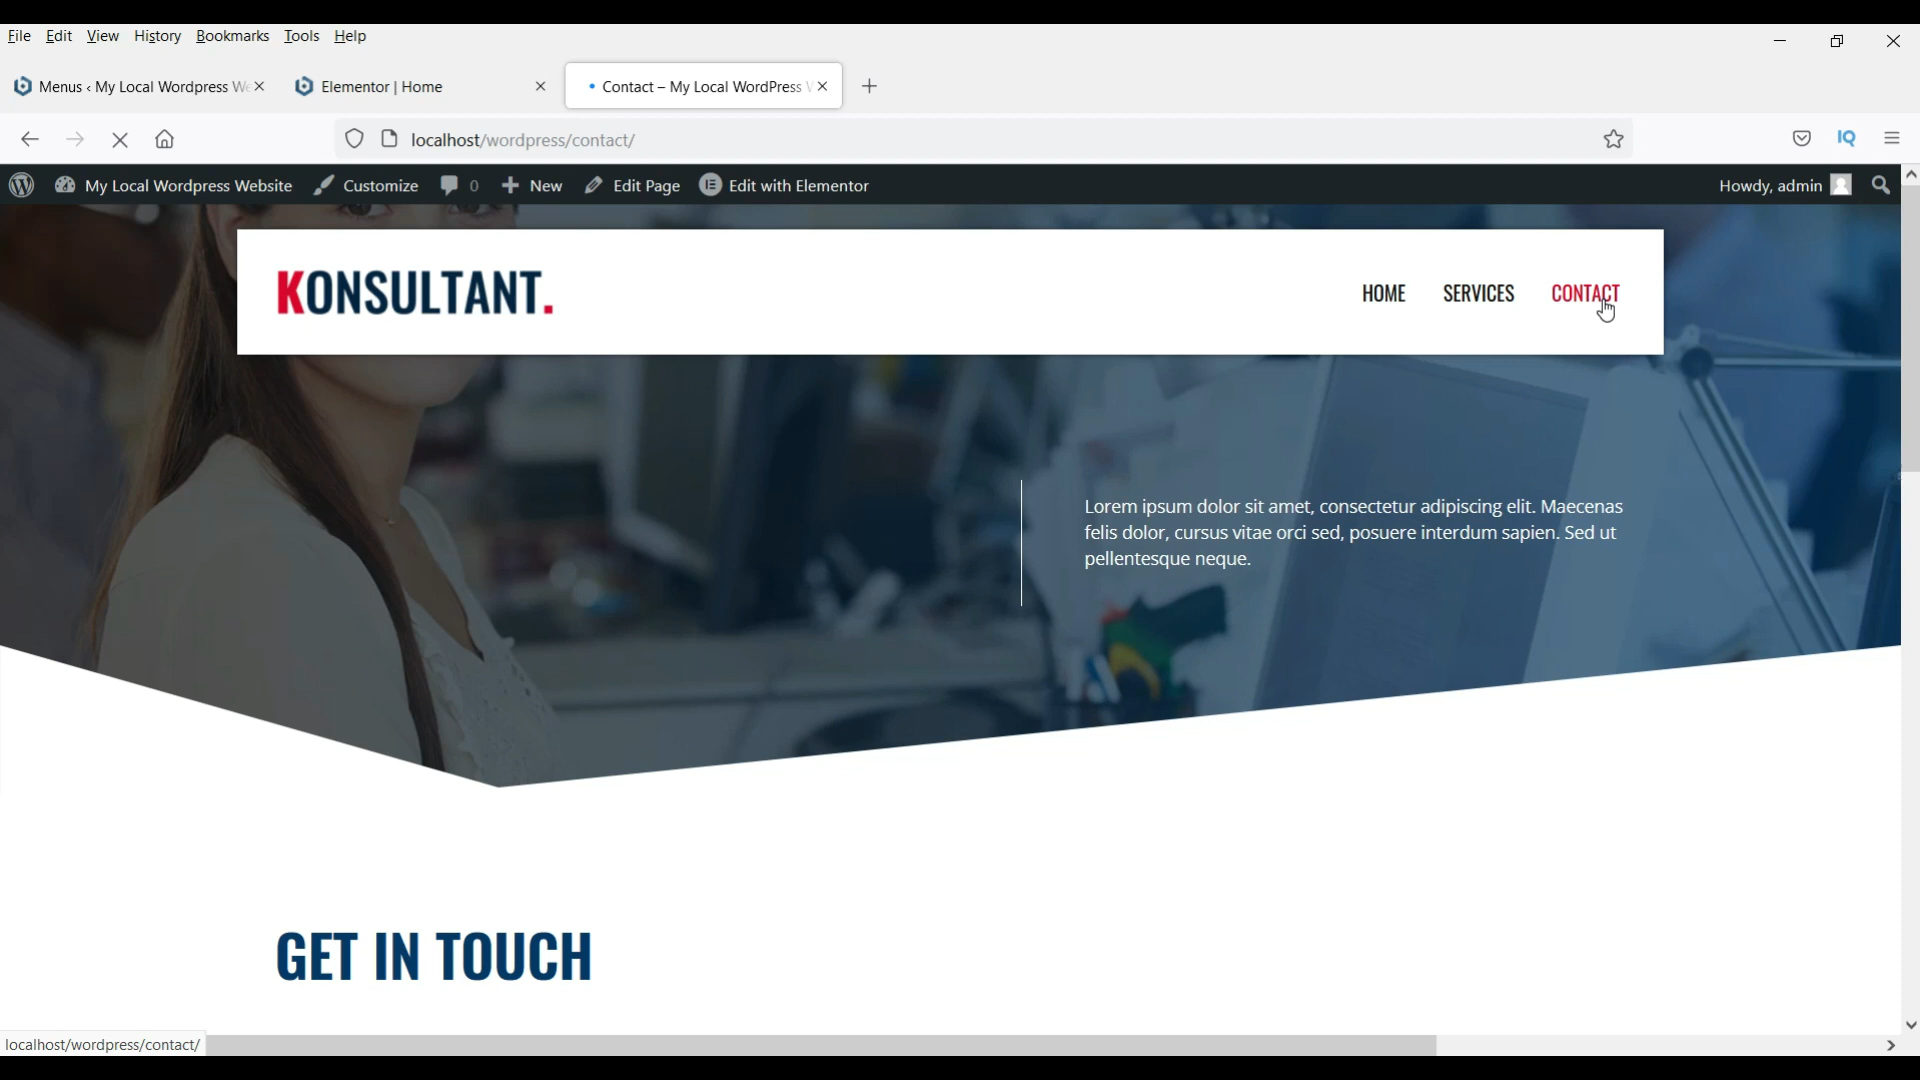 File Edit View History Bookmarks Tools Help
Menus ‹ My Local Wordpress We
Elementor | Home
Contact – My Local WordPress
localhost/wordpress/contact/
IQ
My Local Wordpress Website
Customize
0
New
Edit Page
Edit with Elementor
Howdy, admin
KONSULTANT.
HOME SERVICES CONTACT
Lorem ipsum dolor sit amet, consectetur adipiscing elit. Maecenas
felis dolor, cursus vitae orci sed, posuere interdum sapien. Sed ut
pellentesque neque.
GET IN TOUCH
localhost/wordpress/contact/